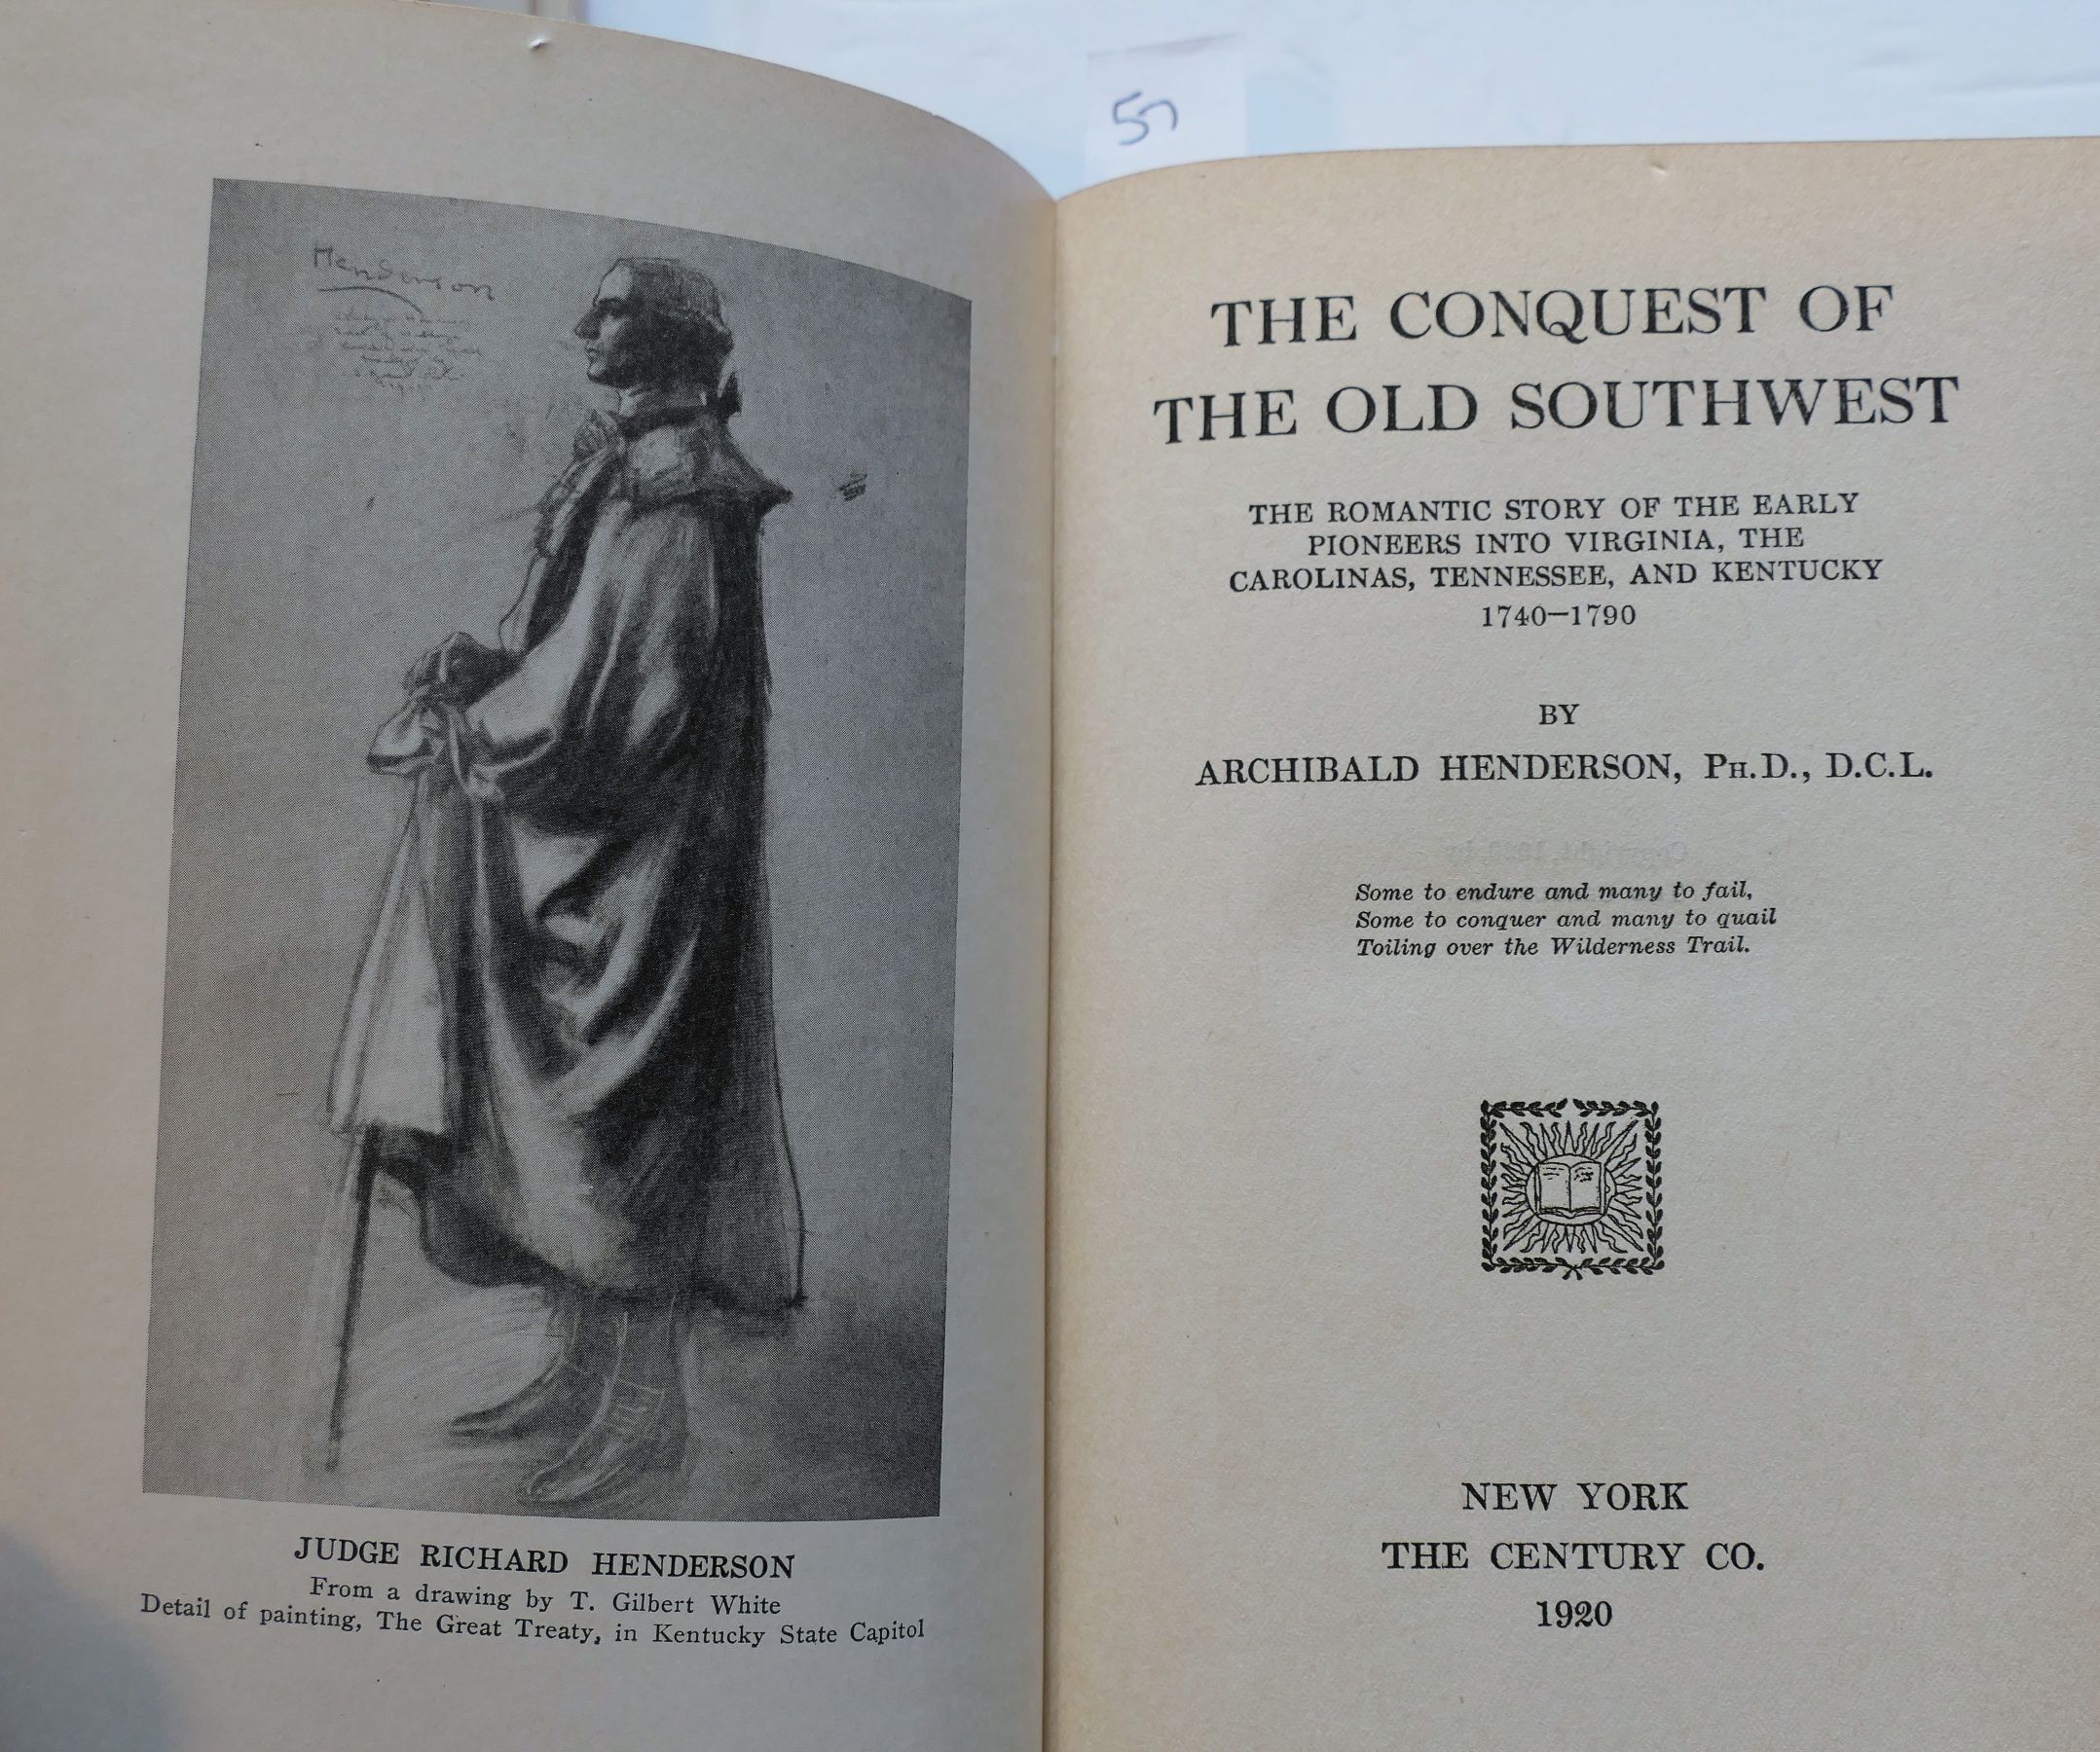 57
Henderson
JUDGE RICHARD HENDERSON
From a drawing by T. Gilbert White
Detail of painting, The Great Treaty, in Kentucky State Capitol
THE CONQUEST OF
THE OLD SOUTHWEST
THE ROMANTIC STORY OF THE EARLY
PIONEERS INTO VIRGINIA, THE
CAROLINAS, TENNESSEE, AND KENTUCKY
1740—1790
BY
ARCHIBALD HENDERSON, PH.D., D.C.L.
Some to endure and many to fail,
Some to conquer and many to quail
Toiling over the Wilderness Trail.
NEW YORK
THE CENTURY CO.
1920